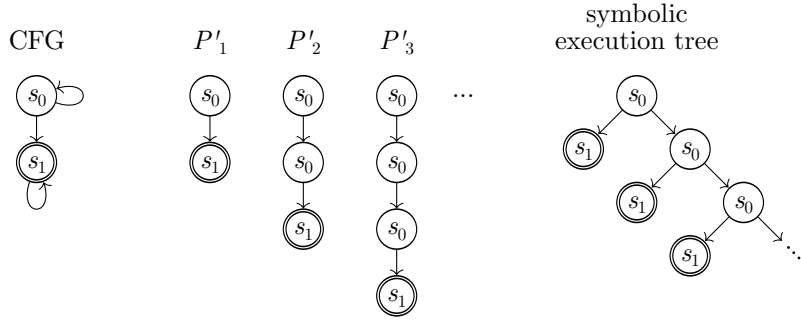 CFG
P'₁
P'₂
P'₃
symbolic
execution tree
s₀
s₀
s₀
s₀
...
s₀
s₁
s₁
s₀
s₀
s₁
s₀
s₁
s₀
s₁
s₀
s₁
s₁
...